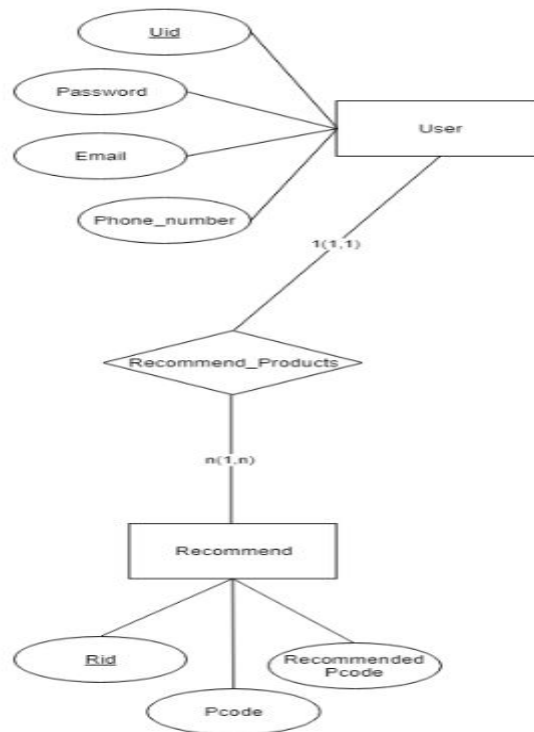 Uid
Password
User
Email
Phone_number
1(1,1)
Recommend_Products
n(1,n)
Recommend
Rid
Recommended
Pcode
Pcode